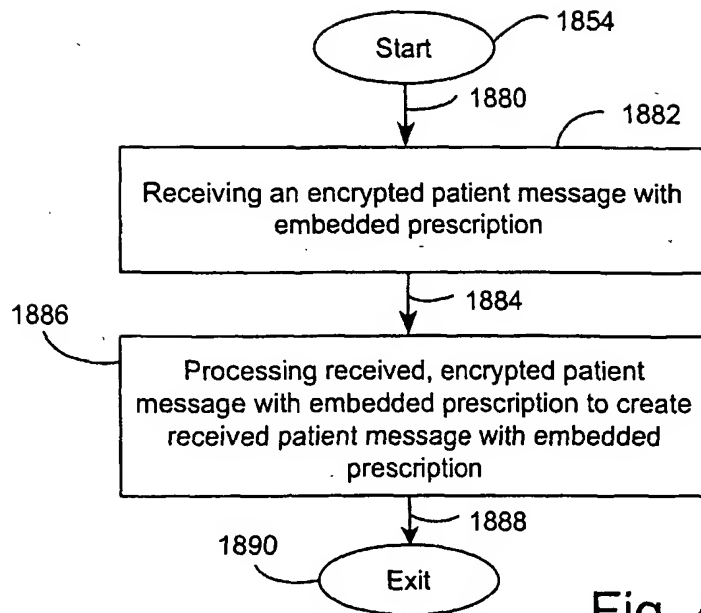 Start
1854
1880
1882
Receiving an encrypted patient message with
embedded prescription
1884
1886
Processing received, encrypted patient
message with embedded prescription to create
received patient message with embedded
prescription
1888
1890
Exit
Fig.